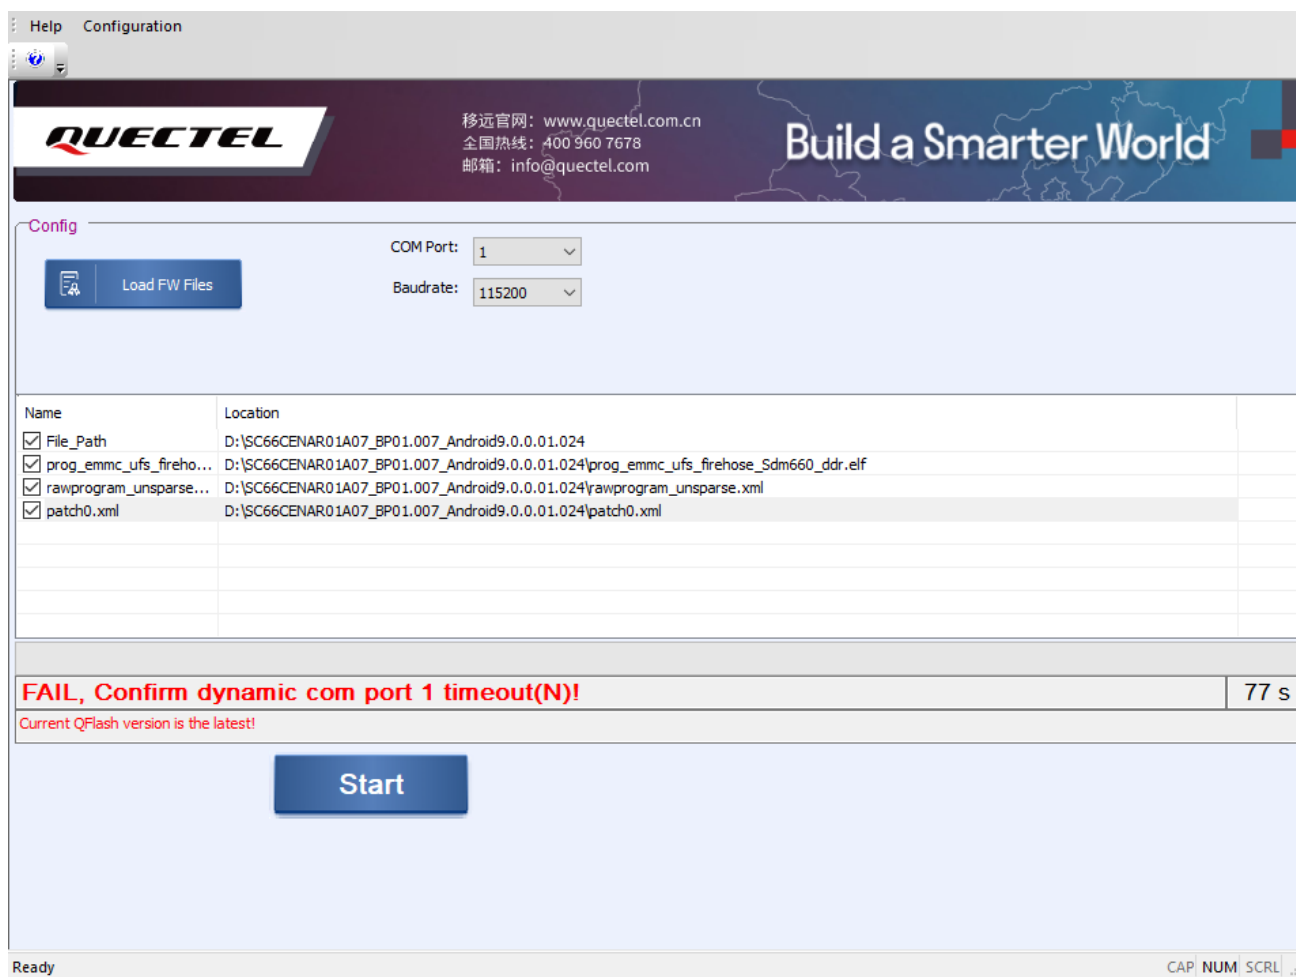 Help Configuration
QUECTEL
移远官网：www.quectel.com.cn
全国热线：400 960 7678
邮箱：info@quectel.com
Build a Smarter World
Config
COM Port: 1
Load FW Files
Baudrate: 115200
Name Location
File_Path D:\SC66CENAR01A07_BP01.007_Android9.0.0.01.024
prog_emmc_ufs_fireho... D:\SC66CENAR01A07_BP01.007_Android9.0.0.01.024\prog_emmc_ufs_firehose_Sdm660_ddr.elf
rawprogram_unsparse... D:\SC66CENAR01A07_BP01.007_Android9.0.0.01.024\rawprogram_unsparse.xml
patch0.xml D:\SC66CENAR01A07_BP01.007_Android9.0.0.01.024\patch0.xml
FAIL, Confirm dynamic com port 1 timeout(N)! 77 s
Current QFlash version is the latest!
Start
Ready CAP NUM SCRL